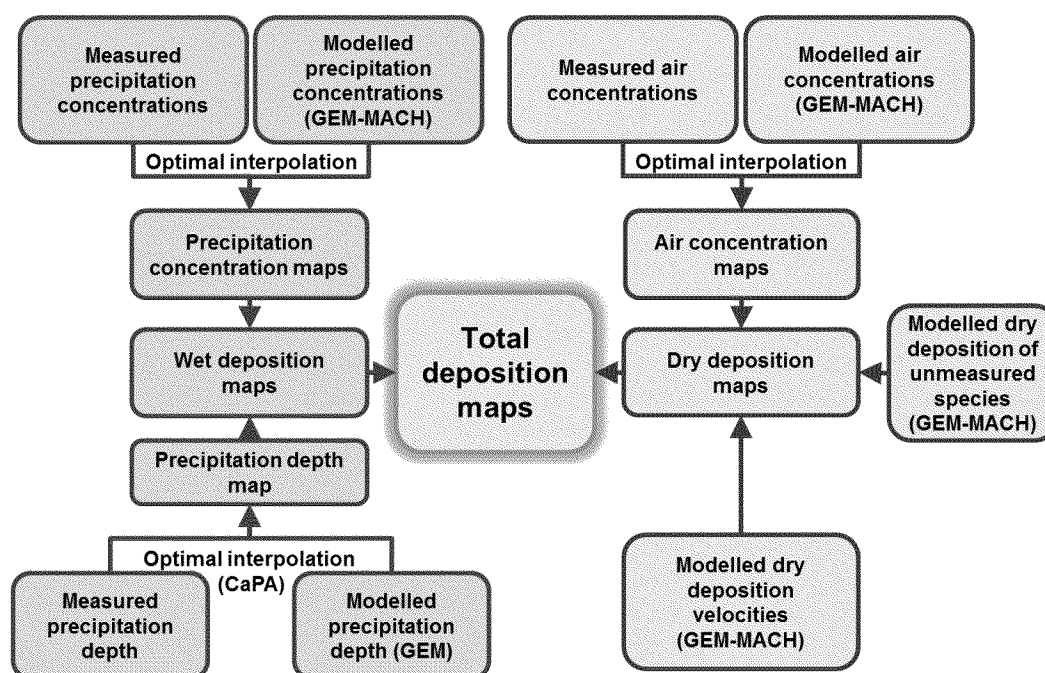 Measured
precipitation
concentrations
Modelled
precipitation
concentrations
(GEM-MACH)
Measured air
concentrations
Modelled air
concentrations
(GEM-MACH)
Optimal interpolation
Optimal interpolation
Precipitation
concentration maps
Air concentration
maps
Wet deposition
maps
Total
deposition
maps
Dry deposition
maps
Modelled dry
deposition of
unmeasured
species
(GEM-MACH)
Precipitation depth
map
Optimal interpolation
(CaPA)
Measured
precipitation
depth
Modelled
precipitation
depth (GEM)
Modelled dry
deposition
velocities
(GEM-MACH)